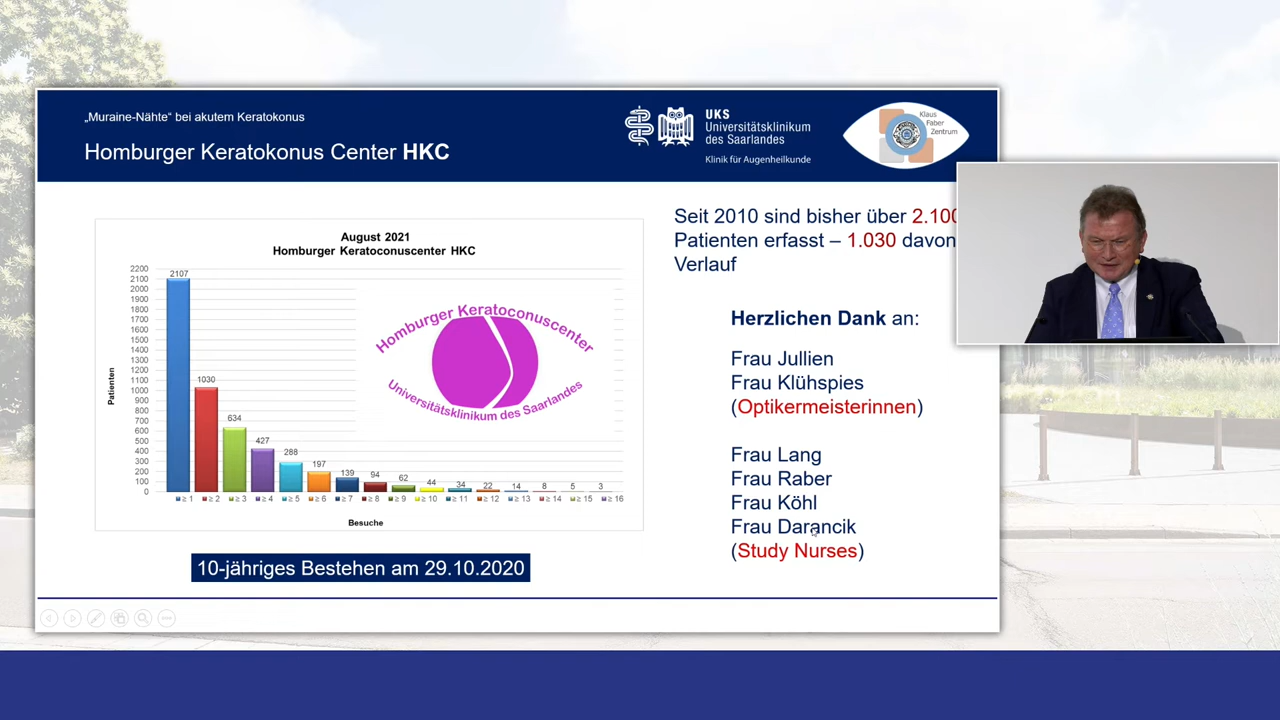 „Muraine-Nähte“ bei akutem Keratokonus
Homburger Keratokonus Center HKC
UKS
Universitätsklinikum
des Saarlandes
Klinik für Augenheilkunde
Klaus
Faber
Zentrum
August 2021
Homburger Keratoconuscenter HKC
Patienten
2200
2100
2000
1900
1800
1700
1600
1500
1400
1300
1200
1100
1000
900
800
700
600
500
400
300
200
100
0
2107
1030
634
427
288
197
139
94
62
44
34
22
14
8
5
3
≥ 1 ≥ 2 ≥ 3 ≥ 4 ≥ 5 ≥ 6 ≥ 7 ≥ 8 ≥ 9 ≥ 10 ≥ 11 ≥ 12 ≥ 13 ≥ 14 ≥ 15 ≥ 16
Besuche
Homburger Keratoconuscenter
Universitätsklinikum des Saarlandes
10-jähriges Bestehen am 29.10.2020
Seit 2010 sind bisher über 2.100
Patienten erfasst – 1.030 davon
Verlauf
Herzlichen Dank an:
Frau Jullien
Frau Klühspies
(Optikermeisterinnen)
Frau Lang
Frau Raber
Frau Köhl
Frau Darancik
(Study Nurses)